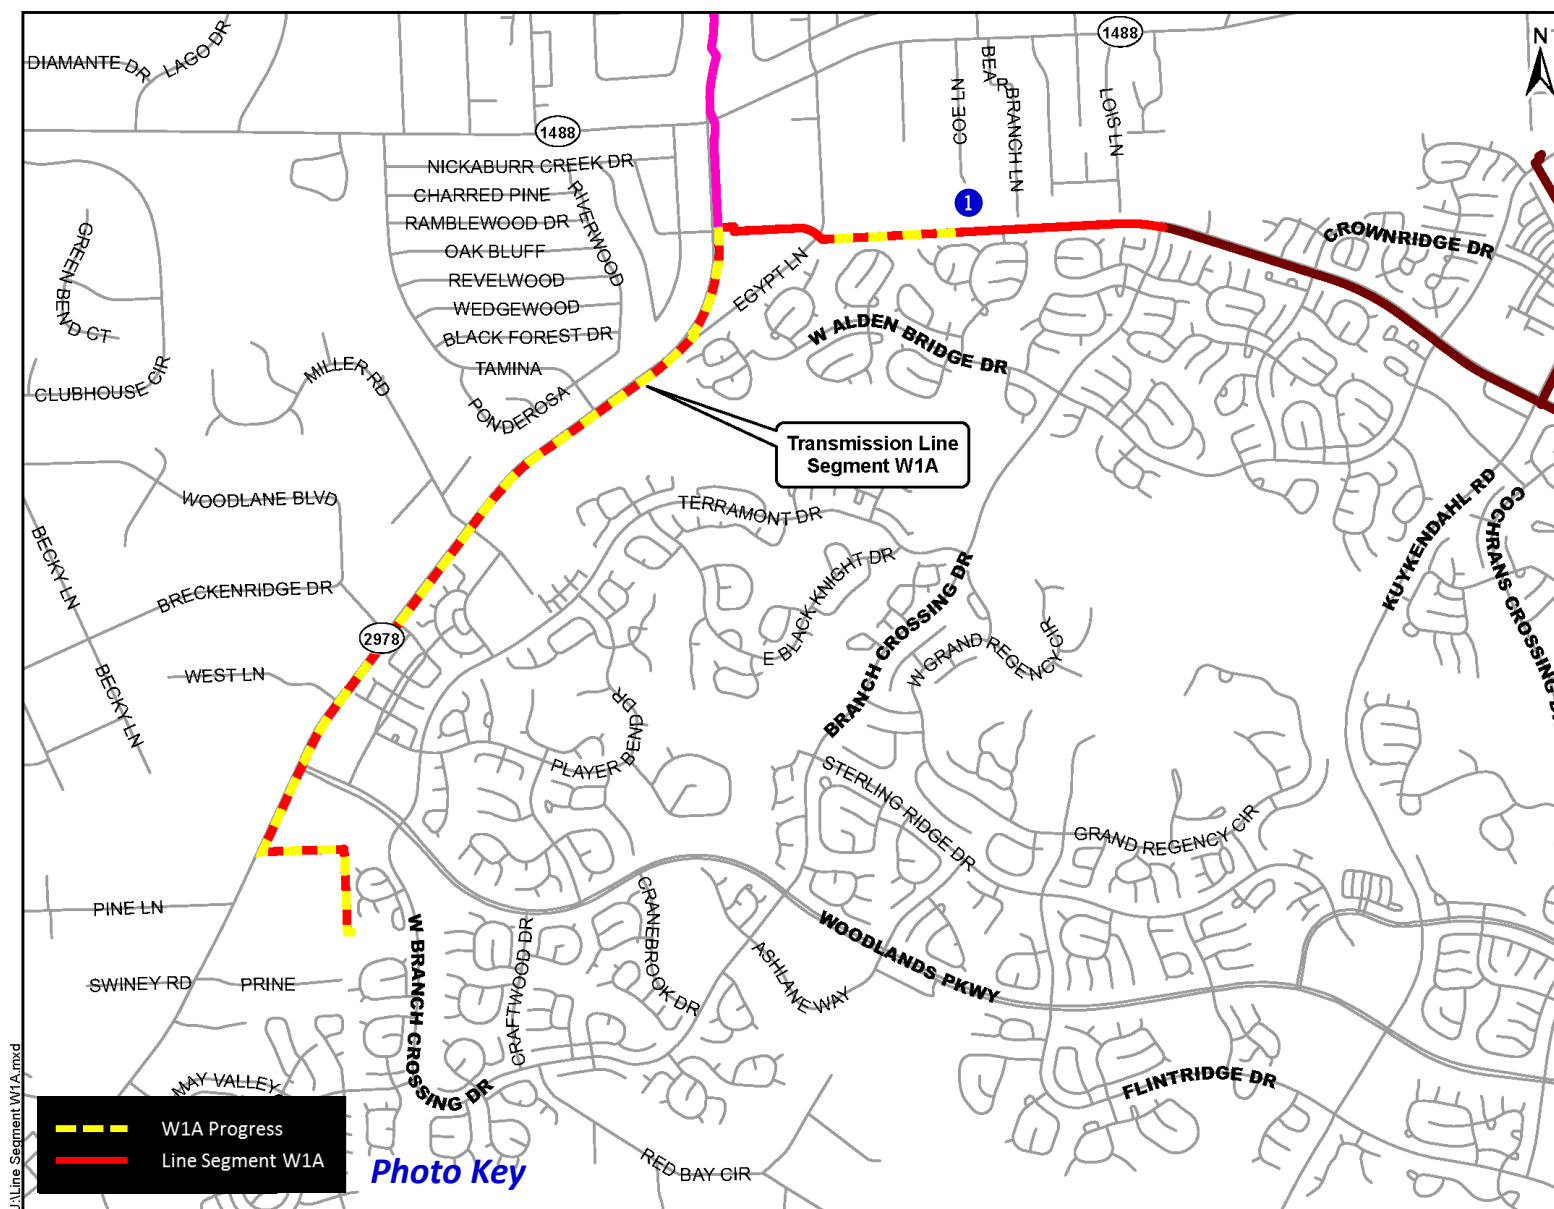 DIAMANTE DR
LAGO DR
1488
N
BEAR
BRANCH LN
COE LN
LOIS LN
1488
NICKABURR CREEK DR
CHARRED PINE
RIVERWOOD
RAMBLEWOOD DR
OAK BLUFF
REVELWOOD
WEDGEWOOD
BLACK FOREST DR
TAMINA
PONDEROSA
1
CROWNRIDGE DR
GREEN BEND CT
EGYPT LN
W ALDEN BRIDGE DR
CLUBHOUSE CIR
MILLER RD
Transmission Line
Segment W1A
WOODLANE BLVD
TERRAMONT DR
KUYKENDAHL RD
COCHRANS CROSSING D
BECKY LN
BRECKENRIDGE DR
E BLACK KNIGHT DR
BRANCH CROSSING DR
W GRAND REGENCY CIR
2978
WEST LN
BECKY LN
PLAYER BEND DR
STERLING RIDGE DR
GRAND REGENCY CIR
PINE LN
W BRANCH CROSSING DR
CRAFTWOOD DR
CRANEBROOK DR
ASHLANE WAY
WOODLANDS PKWY
SWINEY RD
PRINE
MAY VALLEY
FLINTRIDGE DR
RED BAY CIR
W1A Progress
Line Segment W1A
Photo Key
J:\Line Segment W1A.mxd